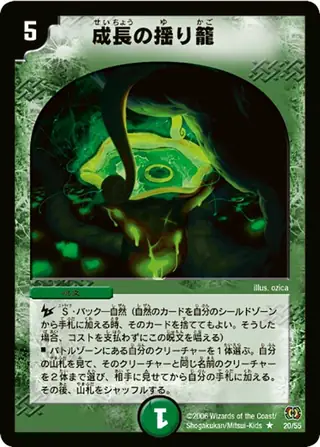 5
せいちょう ゆ かご
成長の揺り籠
illus. ozica
呪文
S・バック−自然（自然のカードを自分のシールドゾーン
から手札に加える時、そのカードを捨ててもよい。そうした
場合、コストを支払わずにこの呪文を唱える）
■バトルゾーンにある自分のクリーチャーを1体選ぶ。自分
の山札を見て、そのクリーチャーと同じ名前のクリーチャー
を2体まで選び、相手に見せてから自分の手札に加える。そ
の後、山札をシャッフルする。
1
©2006 Wizards of the Coast/
Shogakukan/Mitsui-Kids ★ 20/55